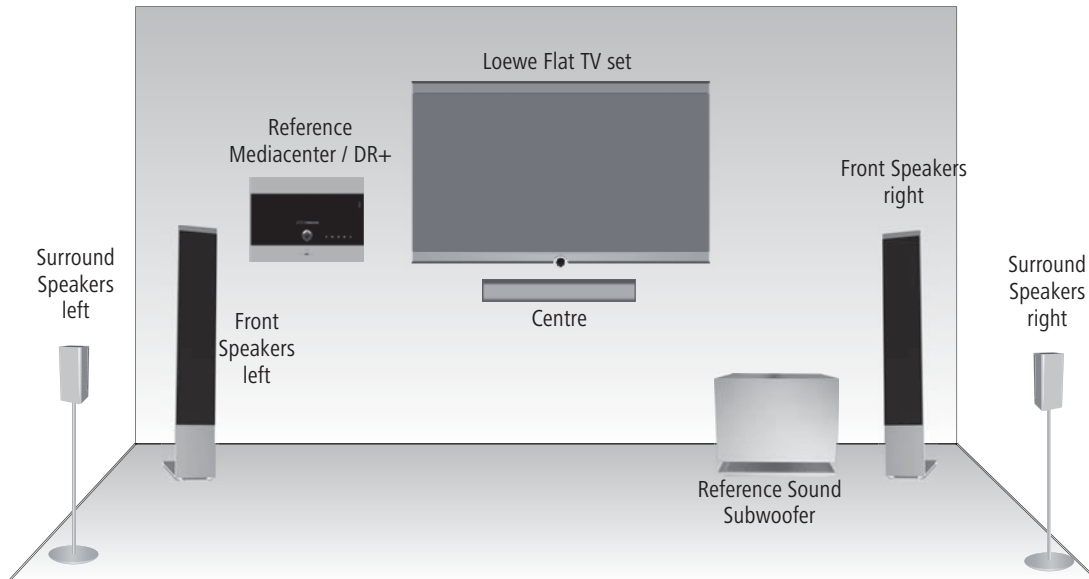 Loewe Flat TV set
Reference
Mediacenter / DR+
Front Speakers
right
Surround
Speakers
left
Surround
Speakers
right
Front
Speakers
left
Centre
Reference Sound
Subwoofer